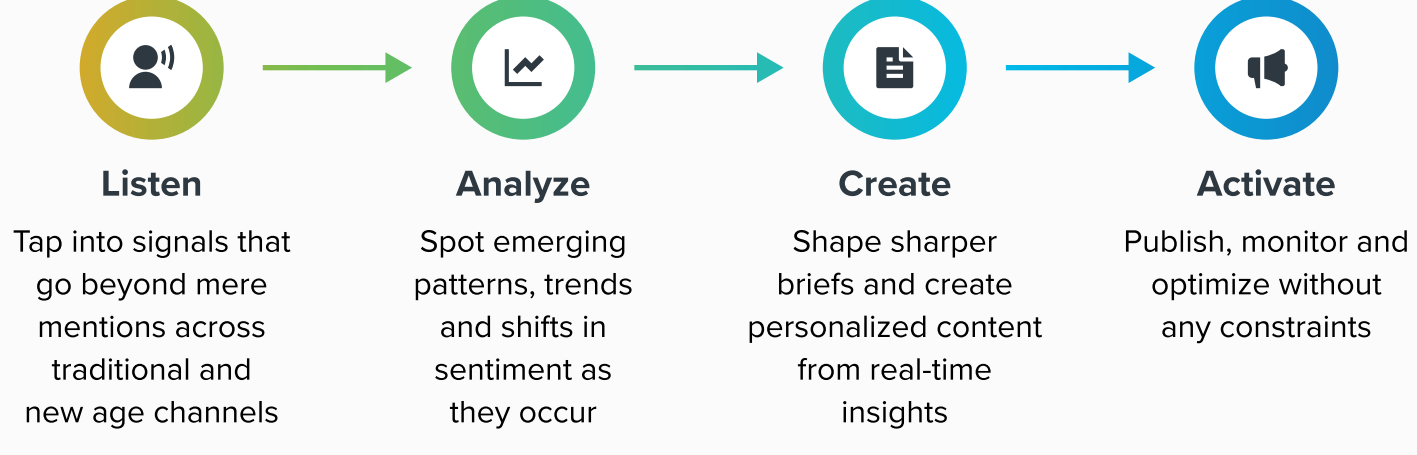 Listen
Tap into signals that
go beyond mere
mentions across
traditional and
new age channels
Analyze
Spot emerging
patterns, trends
and shifts in
sentiment as
they occur
Create
Shape sharper
briefs and create
personalized content
from real-time
insights
Activate
Publish, monitor and
optimize without
any constraints